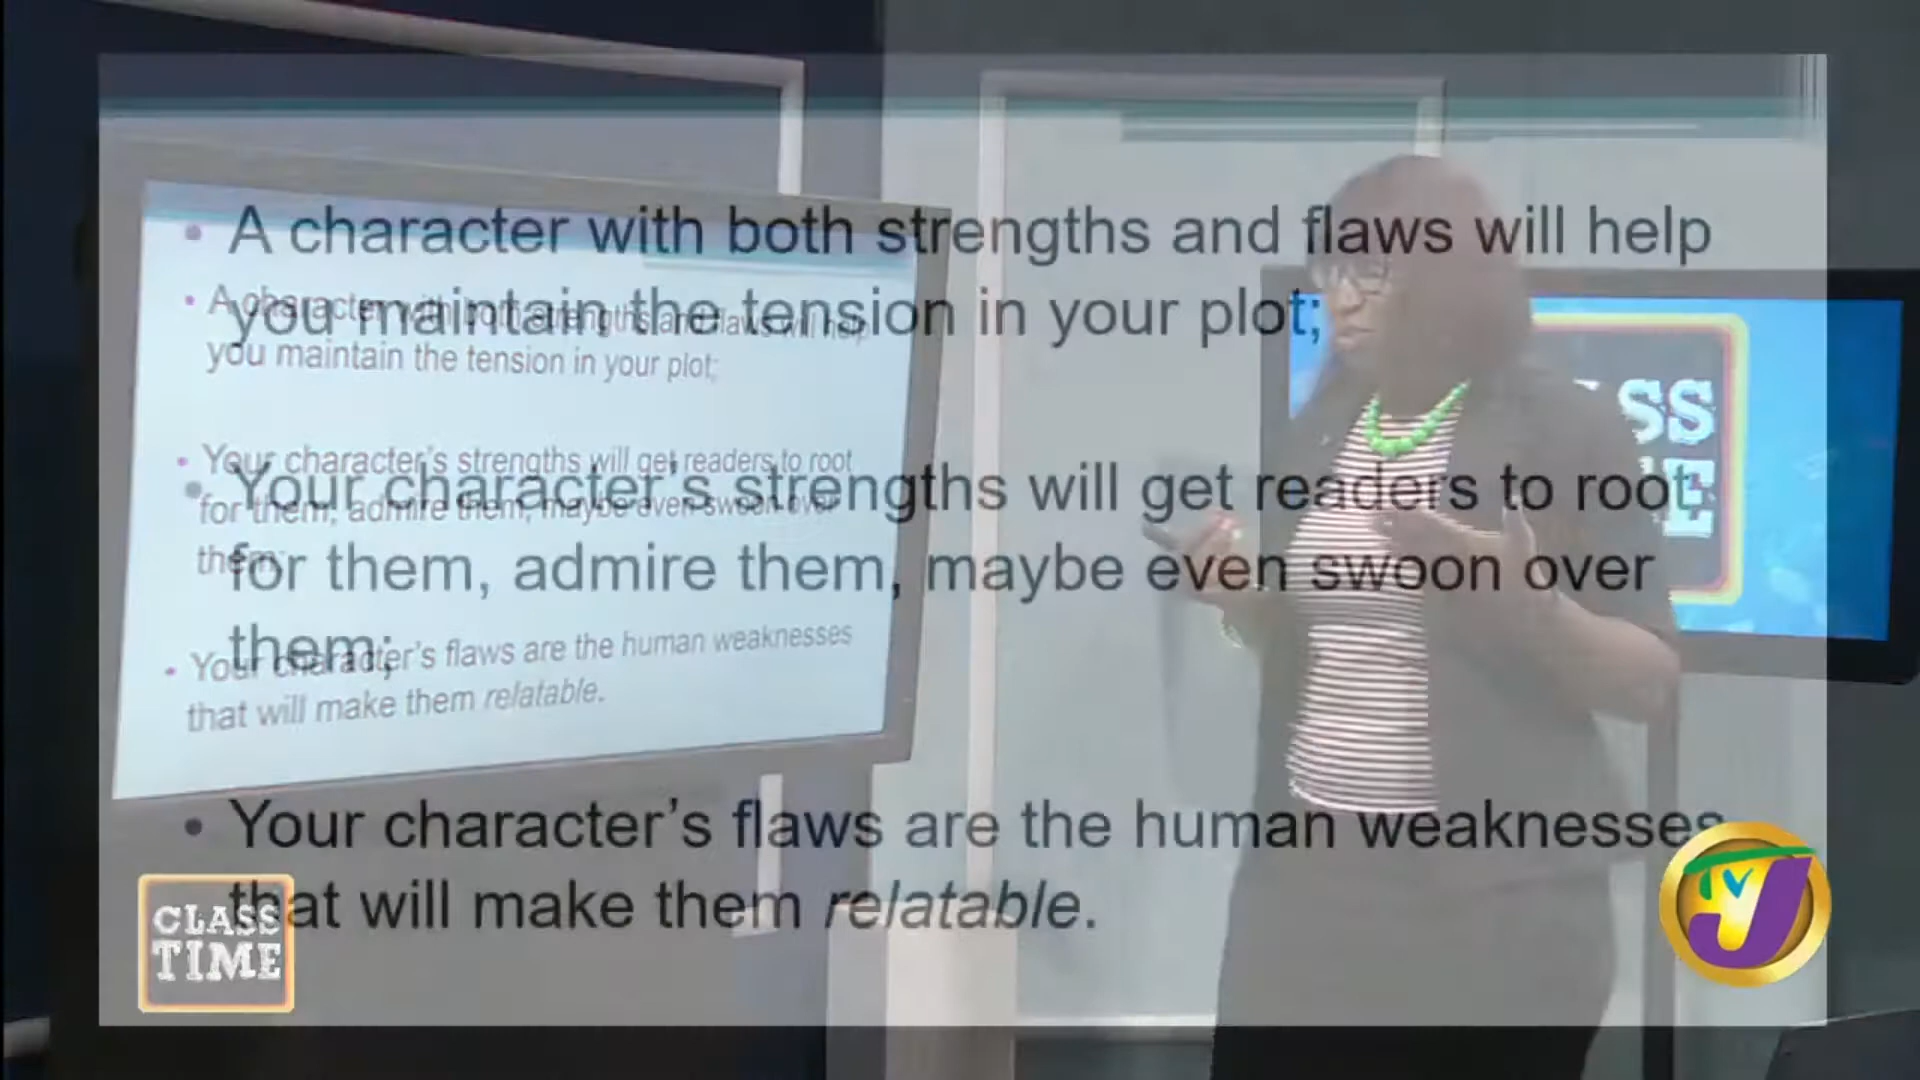 • A character with both strengths and flaws will help
you maintain the tension in your plot;
• Your character's strengths will get readers to root
for them, admire them, maybe even swoon over
them;
• Your character’s flaws are the human weaknesses
that will make them relatable.
• A character with both strengths and flaws will help
you maintain the tension in your plot;
• Your character's strengths will get readers to root
for them, admire them, maybe even swoon over
them;
• Your character's flaws are the human weaknesses
that will make them relatable.
SS
E
CLASS
TIME
TVJ